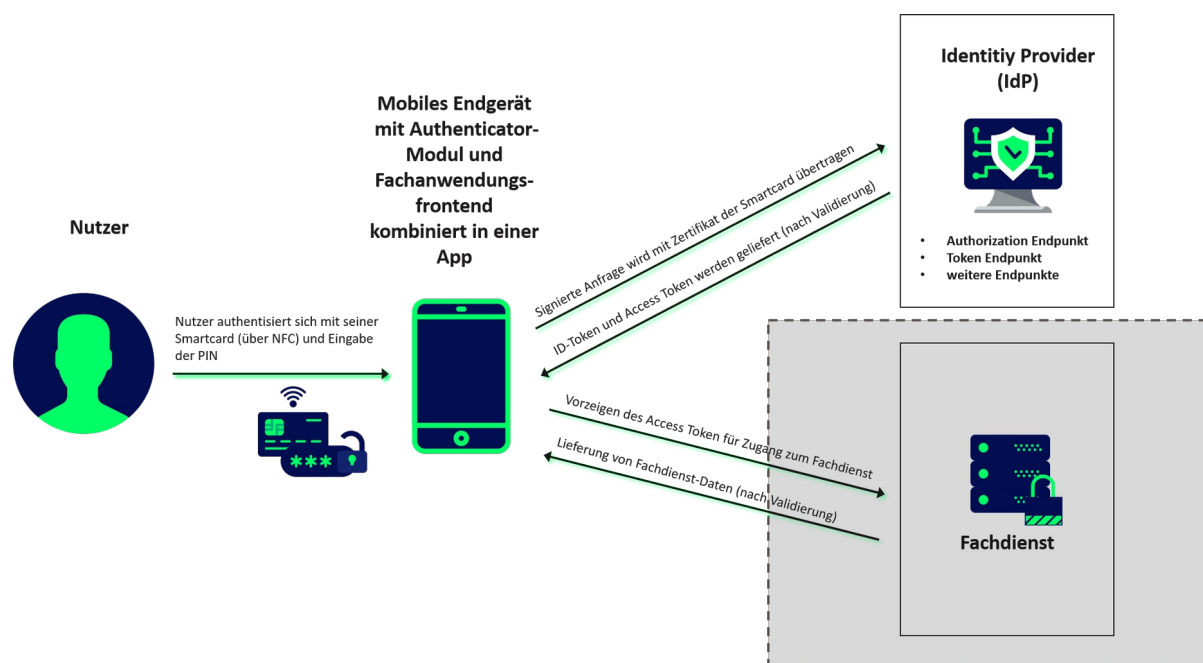 Identitiy Provider
(IdP)
• Authorization Endpunkt
• Token Endpunkt
• weitere Endpunkte
Mobiles Endgerät
mit Authenticator-
Modul und
Fachanwendungs-
frontend
kombiniert in einer
App
Nutzer
Nutzer authentisiert sich mit seiner
Smartcard (über NFC) und Eingabe
der PIN
***
Signierte Anfrage wird mit Zertifikat der Smartcard übertragen
ID-Token und Access Token werden geliefert (nach Validierung)
Vorzeigen des Access Token für Zugang zum Fachdienst
Lieferung von Fachdienst-Daten (nach Validierung)
Fachdienst